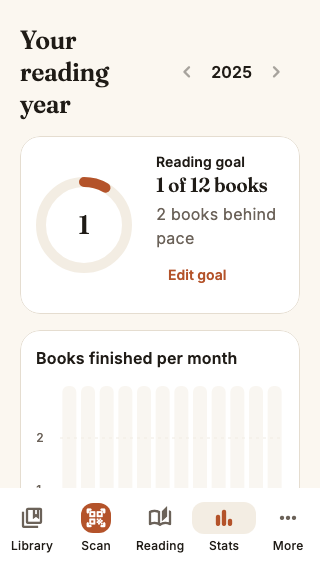 Your
reading
year
2025
Reading goal
1 of 12 books
1
2 books behind
pace
Edit goal
Books finished per month
2
Library
Scan
Reading
Stats
More